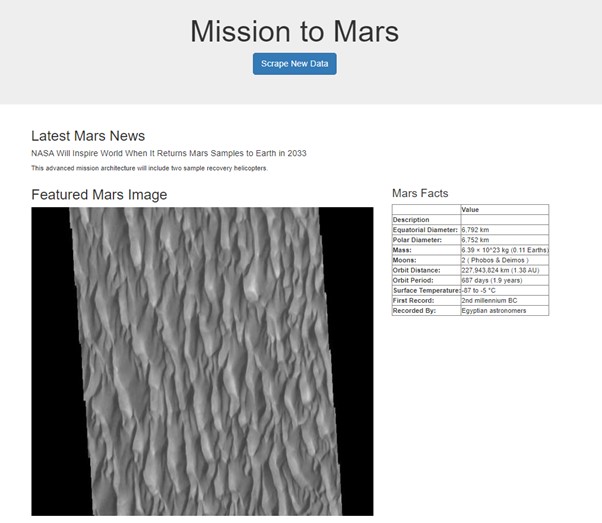 Mission to Mars
Scrape New Data
Latest Mars News
NASA Will Inspire World When It Returns Mars Samples to Earth in 2033
This advanced mission architecture will include two sample recovery helicopters.
Featured Mars Image
Mars Facts
Value
Description
Equatorial Diameter: 6,792 km
Polar Diameter: 6,752 km
Mass: 6.39 × 10^23 kg (0.11 Earths)
Moons: 2 ( Phobos & Deimos )
Orbit Distance: 227,943,824 km (1.38 AU)
Orbit Period: 687 days (1.9 years)
Surface Temperature: -87 to -5 °C
First Record: 2nd millennium BC
Recorded By: Egyptian astronomers